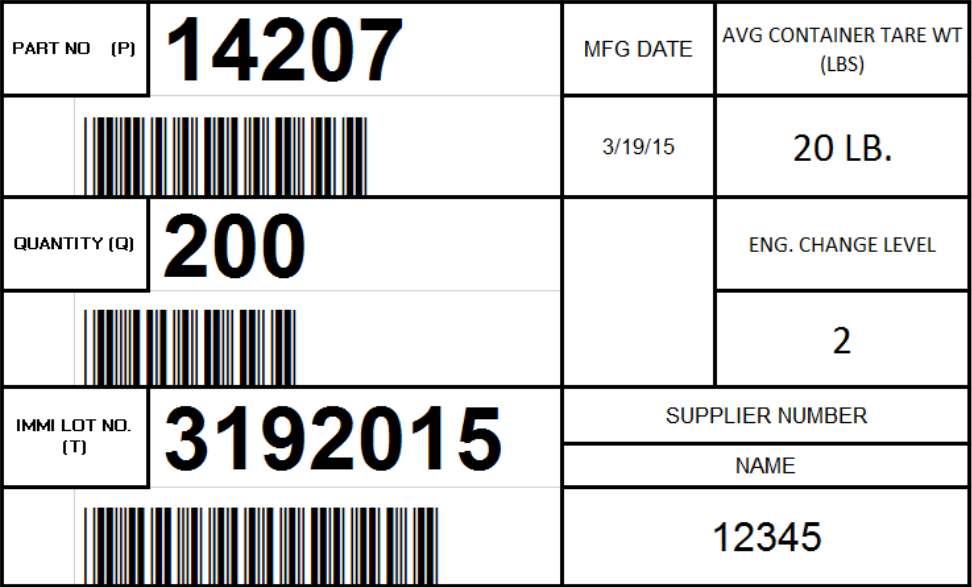 PART NO (P)
14207
MFG DATE
AVG CONTAINER TARE WT
(LBS)
3/19/15
20 LB.
QUANTITY (Q)
200
ENG. CHANGE LEVEL
2
IMMI LOT NO.
(T)
3192015
SUPPLIER NUMBER
NAME
12345